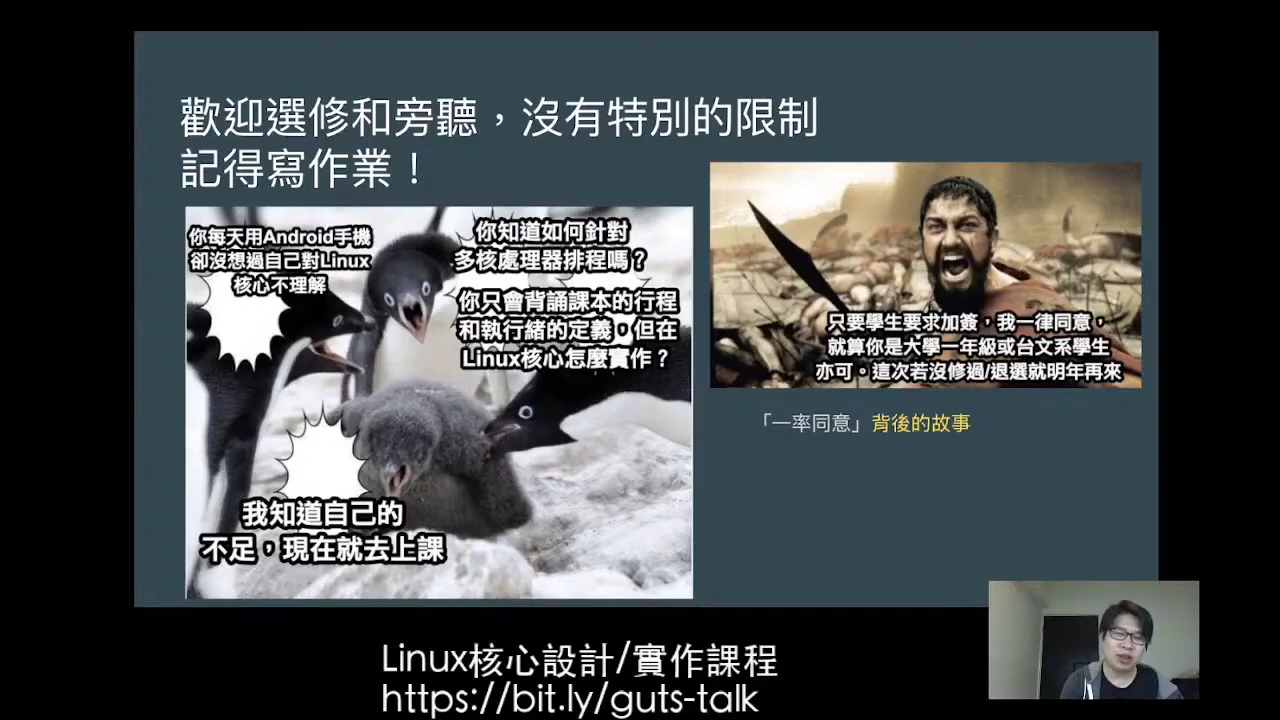 歡迎選修和旁聽，沒有特別的限制
記得寫作業！
你每天用Android手機
卻沒想過自己對Linux
核心不理解
你知道如何針對
多核處理器排程嗎？
你只會背誦課本的行程
和執行緒的定義，但在
Linux核心怎麼實作？
我知道自己的
不足，現在就去上課
只要學生要求加簽，我一律同意，
就算你是大學一年級或台文系學生
亦可。這次若沒修過/退選就明年再來
「一率同意」背後的故事
Linux核心設計/實作課程
https://bit.ly/guts-talk